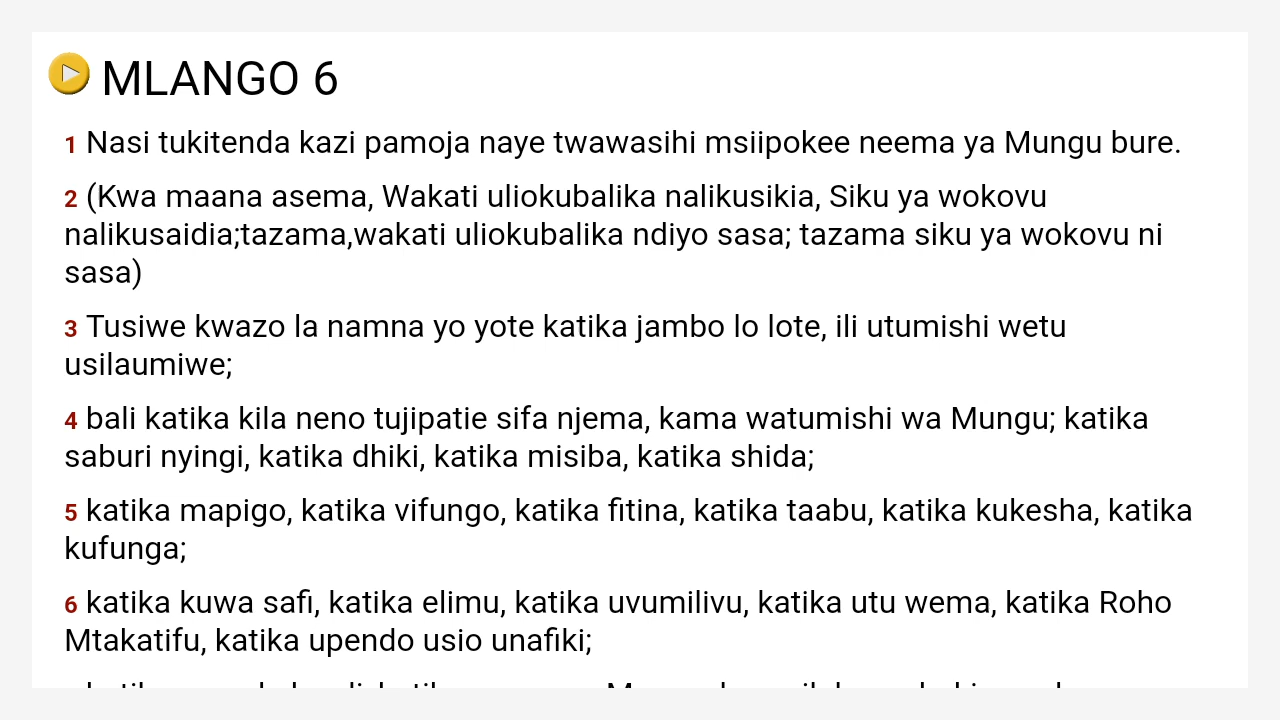 MLANGO 6
1 Nasi tukitenda kazi pamoja naye twawasihi msiipokee neema ya Mungu bure.
2 (Kwa maana asema, Wakati uliokubalika nalikusikia, Siku ya wokovu
nalikusaidia;tazama,wakati uliokubalika ndiyo sasa; tazama siku ya wokovu ni
sasa)
3 Tusiwe kwazo la namna yo yote katika jambo lo lote, ili utumishi wetu
usilaumiwe;
4 bali katika kila neno tujipatie sifa njema, kama watumishi wa Mungu; katika
saburi nyingi, katika dhiki, katika misiba, katika shida;
5 katika mapigo, katika vifungo, katika fitina, katika taabu, katika kukesha, katika
kufunga;
6 katika kuwa safi, katika elimu, katika uvumilivu, katika utu wema, katika Roho
Mtakatifu, katika upendo usio unafiki;